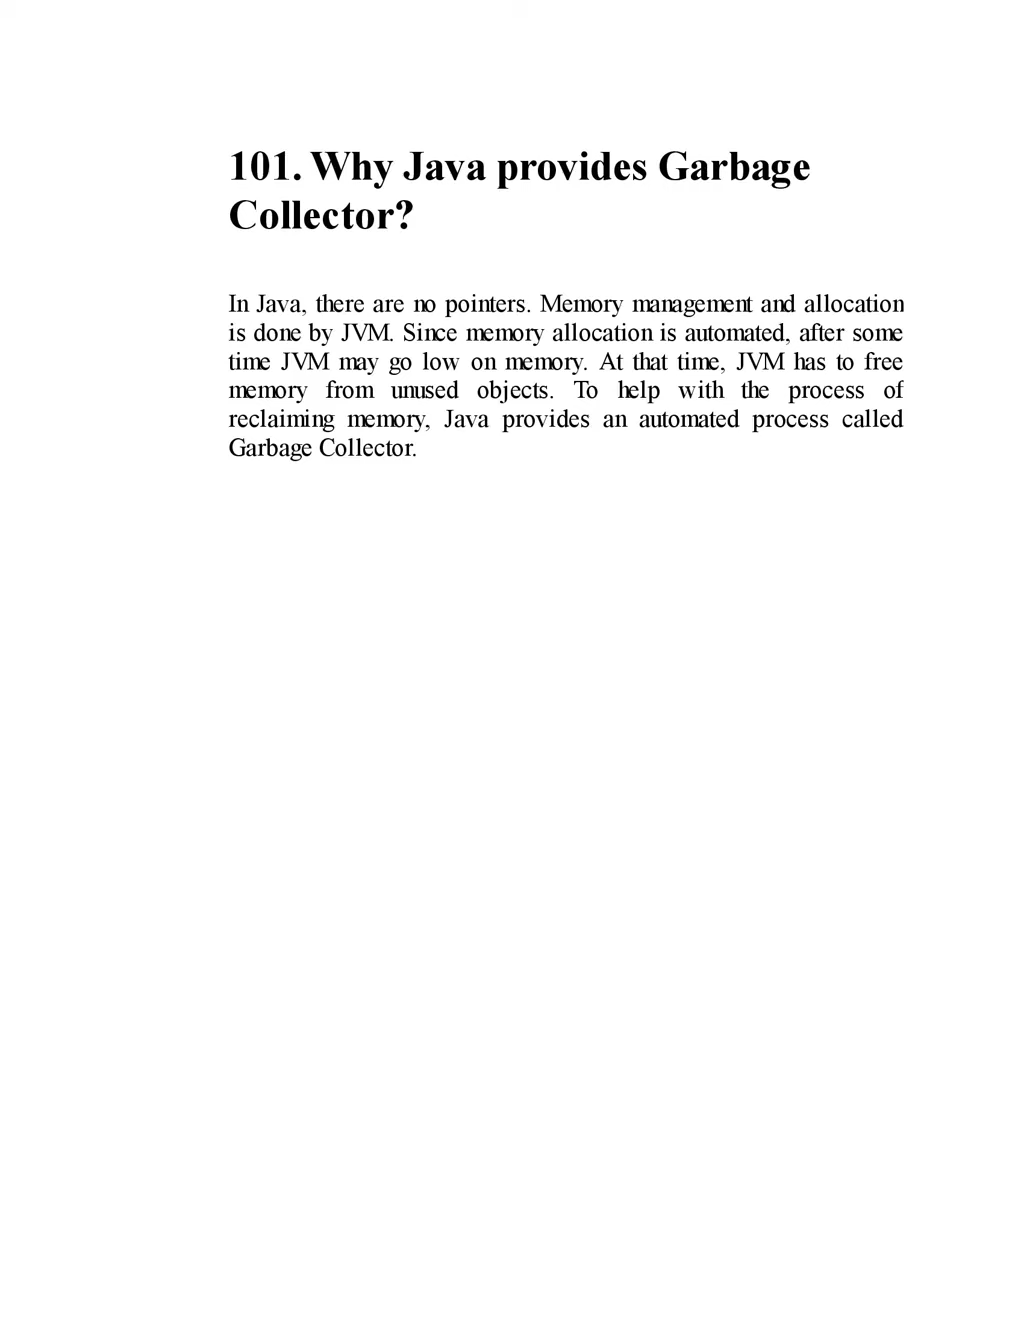 101. Why Java provides Garbage
Collector?
In Java, there are no pointers. Memory management and allocation
is done by JVM. Since memory allocation is automated, after some
time JVM may go low on memory. At that time, JVM has to free
memory from unused objects. To help with the process of
reclaiming memory, Java provides an automated process called
Garbage Collector.